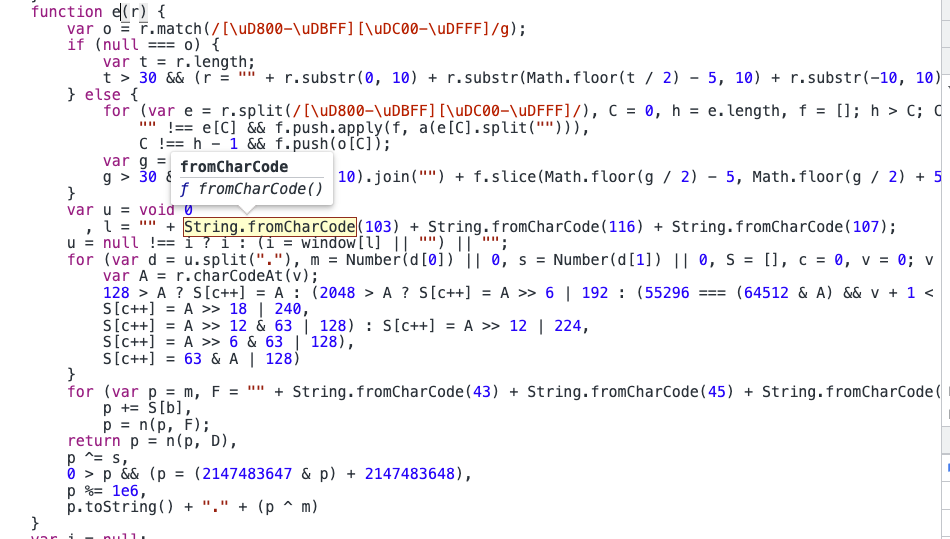 function e(r) {
var o = r.match(/[\uD800-\uDBFF][\uDC00-\uDFFF]/g);
if (null === o) {
var t = r.length;
t > 30 && (r = "" + r.substr(0, 10) + r.substr(Math.floor(t / 2) - 5, 10) + r.substr(-10, 10)
} else {
for (var e = r.split(/[\uD800-\uDBFF][\uDC00-\uDFFF]/), C = 0, h = e.length, f = []; h > C; C
"" !== e[C] && f.push.apply(f, a(e[C].split(""))),
C !== h - 1 && f.push(o[C]);
var g =
fromCharCode
g > 30 & 10).join("") + f.slice(Math.floor(g / 2) - 5, Math.floor(g / 2) + 5
ƒ fromCharCode()
}
var u = void 0
, l = "" + String.fromCharCode(103) + String.fromCharCode(116) + String.fromCharCode(107);
u = null !== i ? i : (i = window[l] || "") || "";
for (var d = u.split("."), m = Number(d[0]) || 0, s = Number(d[1]) || 0, S = [], c = 0, v = 0; v
var A = r.charCodeAt(v);
128 > A ? S[c++] = A : (2048 > A ? S[c++] = A >> 6 | 192 : (55296 === (64512 & A) && v + 1 <
S[c++] = A >> 18 | 240,
S[c++] = A >> 12 & 63 | 128) : S[c++] = A >> 12 | 224,
S[c++] = A >> 6 & 63 | 128),
S[c++] = 63 & A | 128)
}
for (var p = m, F = "" + String.fromCharCode(43) + String.fromCharCode(45) + String.fromCharCode(
p += S[b],
p = n(p, F);
return p = n(p, D),
p ^= s,
0 > p && (p = (2147483647 & p) + 2147483648),
p %= 1e6,
p.toString() + "." + (p ^ m)
}
var i = null;